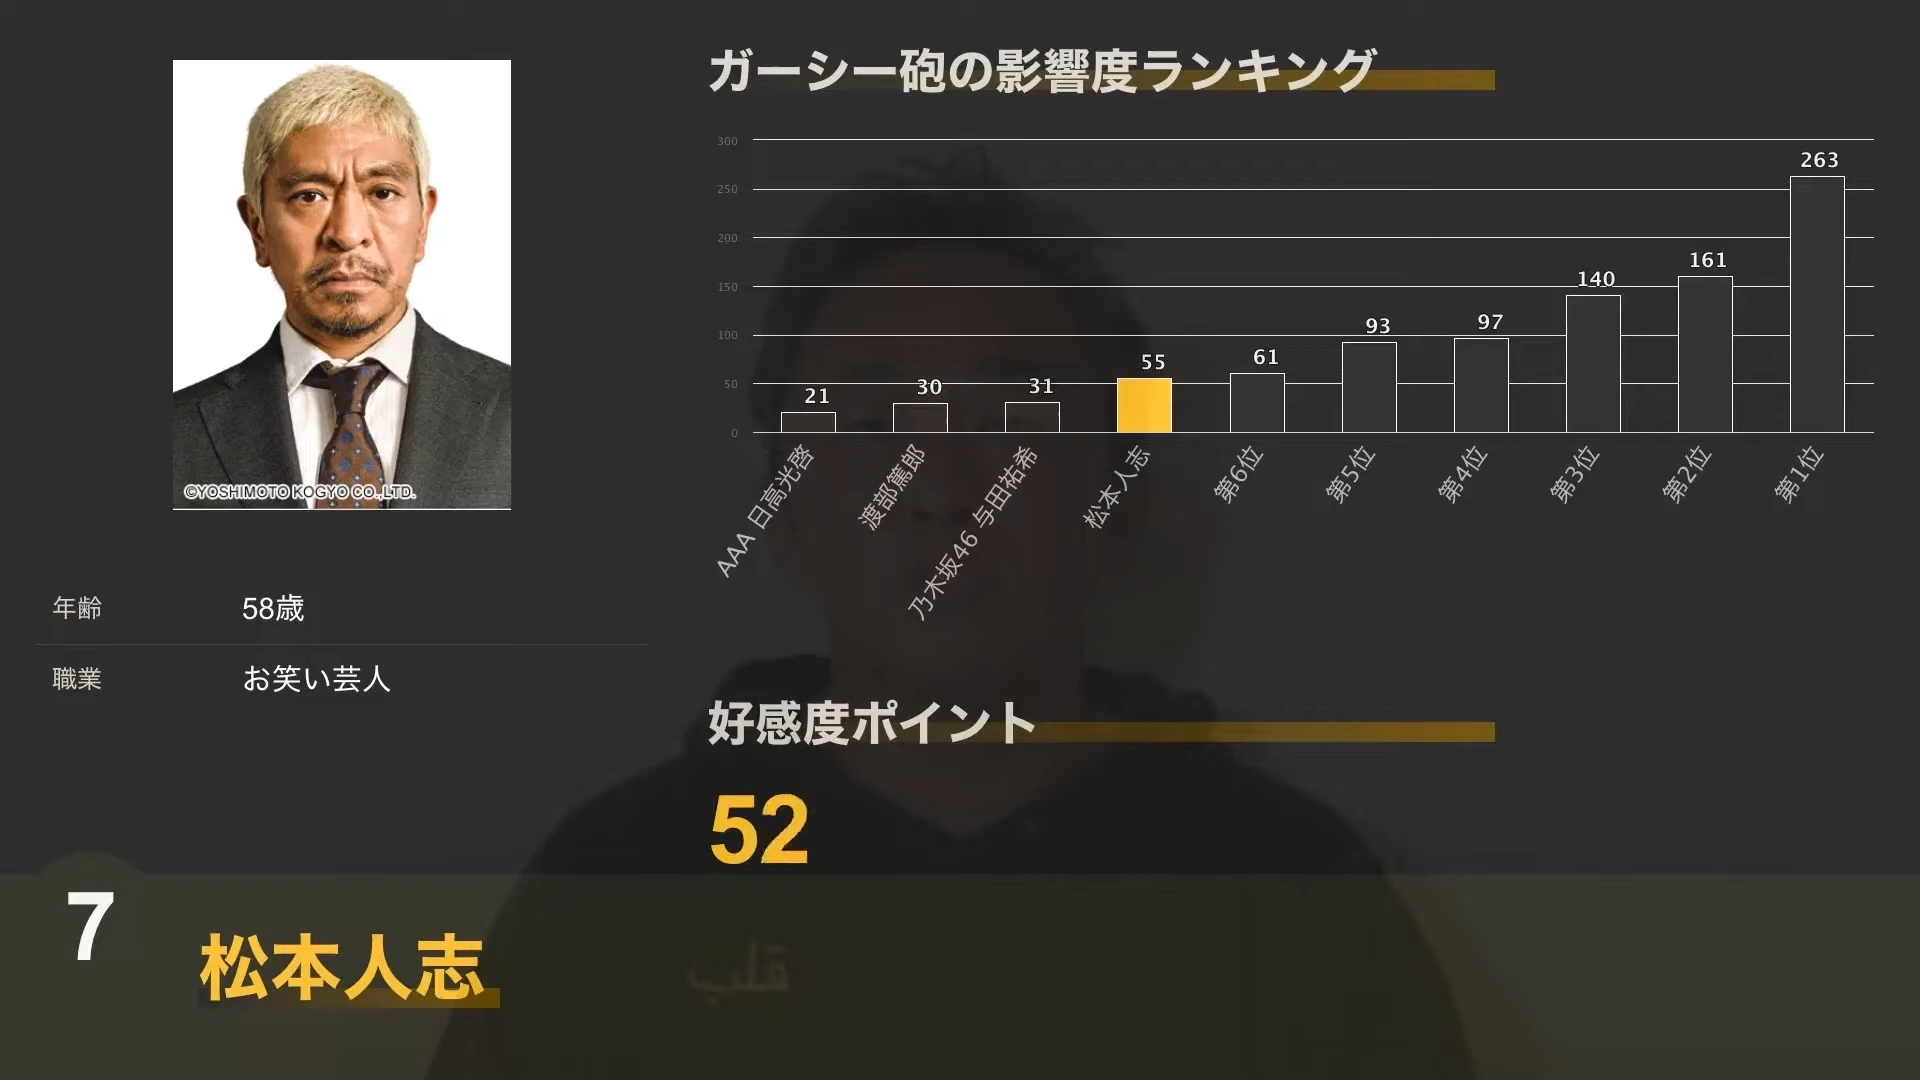 ©YOSHIMOTO KOGYO CO.,LTD.
年齢 58歳
職業 お笑い芸人
ガーシー砲の影響度ランキング
300
250
200
150
100
50
0
21
30
31
55
61
93
97
140
161
263
AAA 日高光啓
渡部篤郎
乃木坂46 与田祐希
松本人志
第6位
第5位
第4位
第3位
第2位
第1位
好感度ポイント
52
7
松本人志
قلب